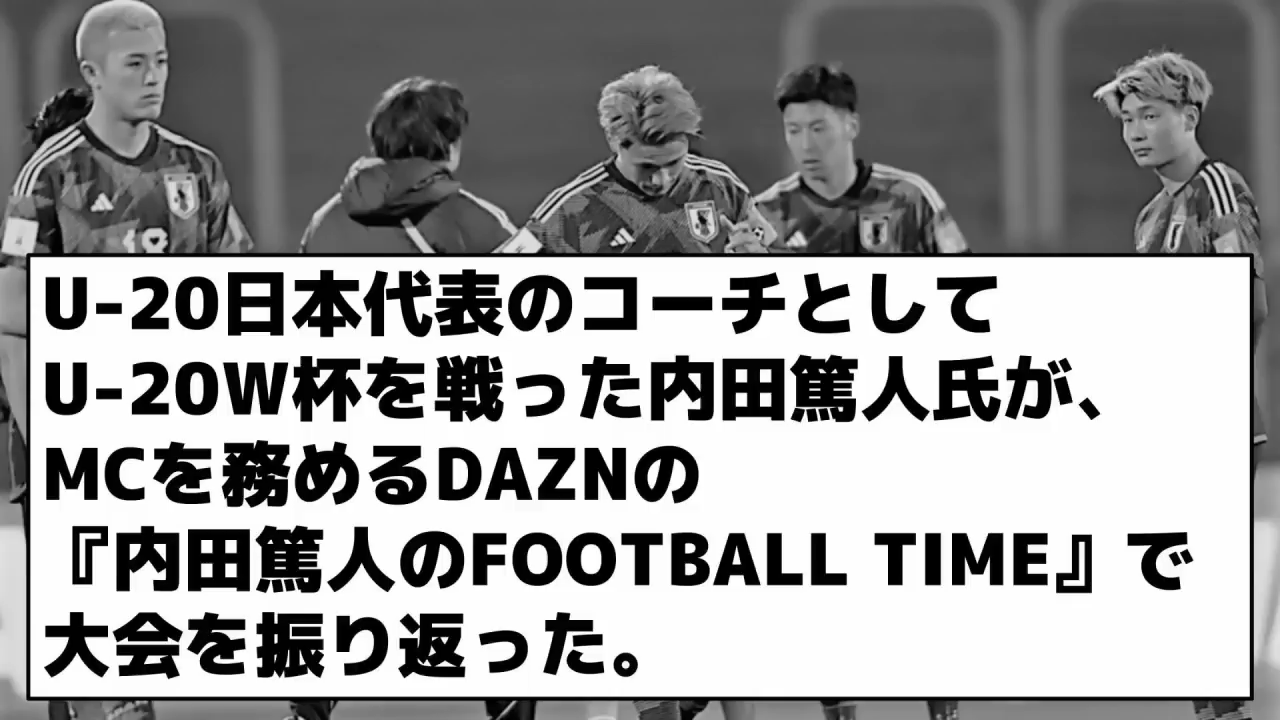 U-20日本代表のコーチとして
U-20W杯を戦った内田篤人氏が、
MCを務めるDAZNの
『内田篤人のFOOTBALL TIME』で
大会を振り返った。